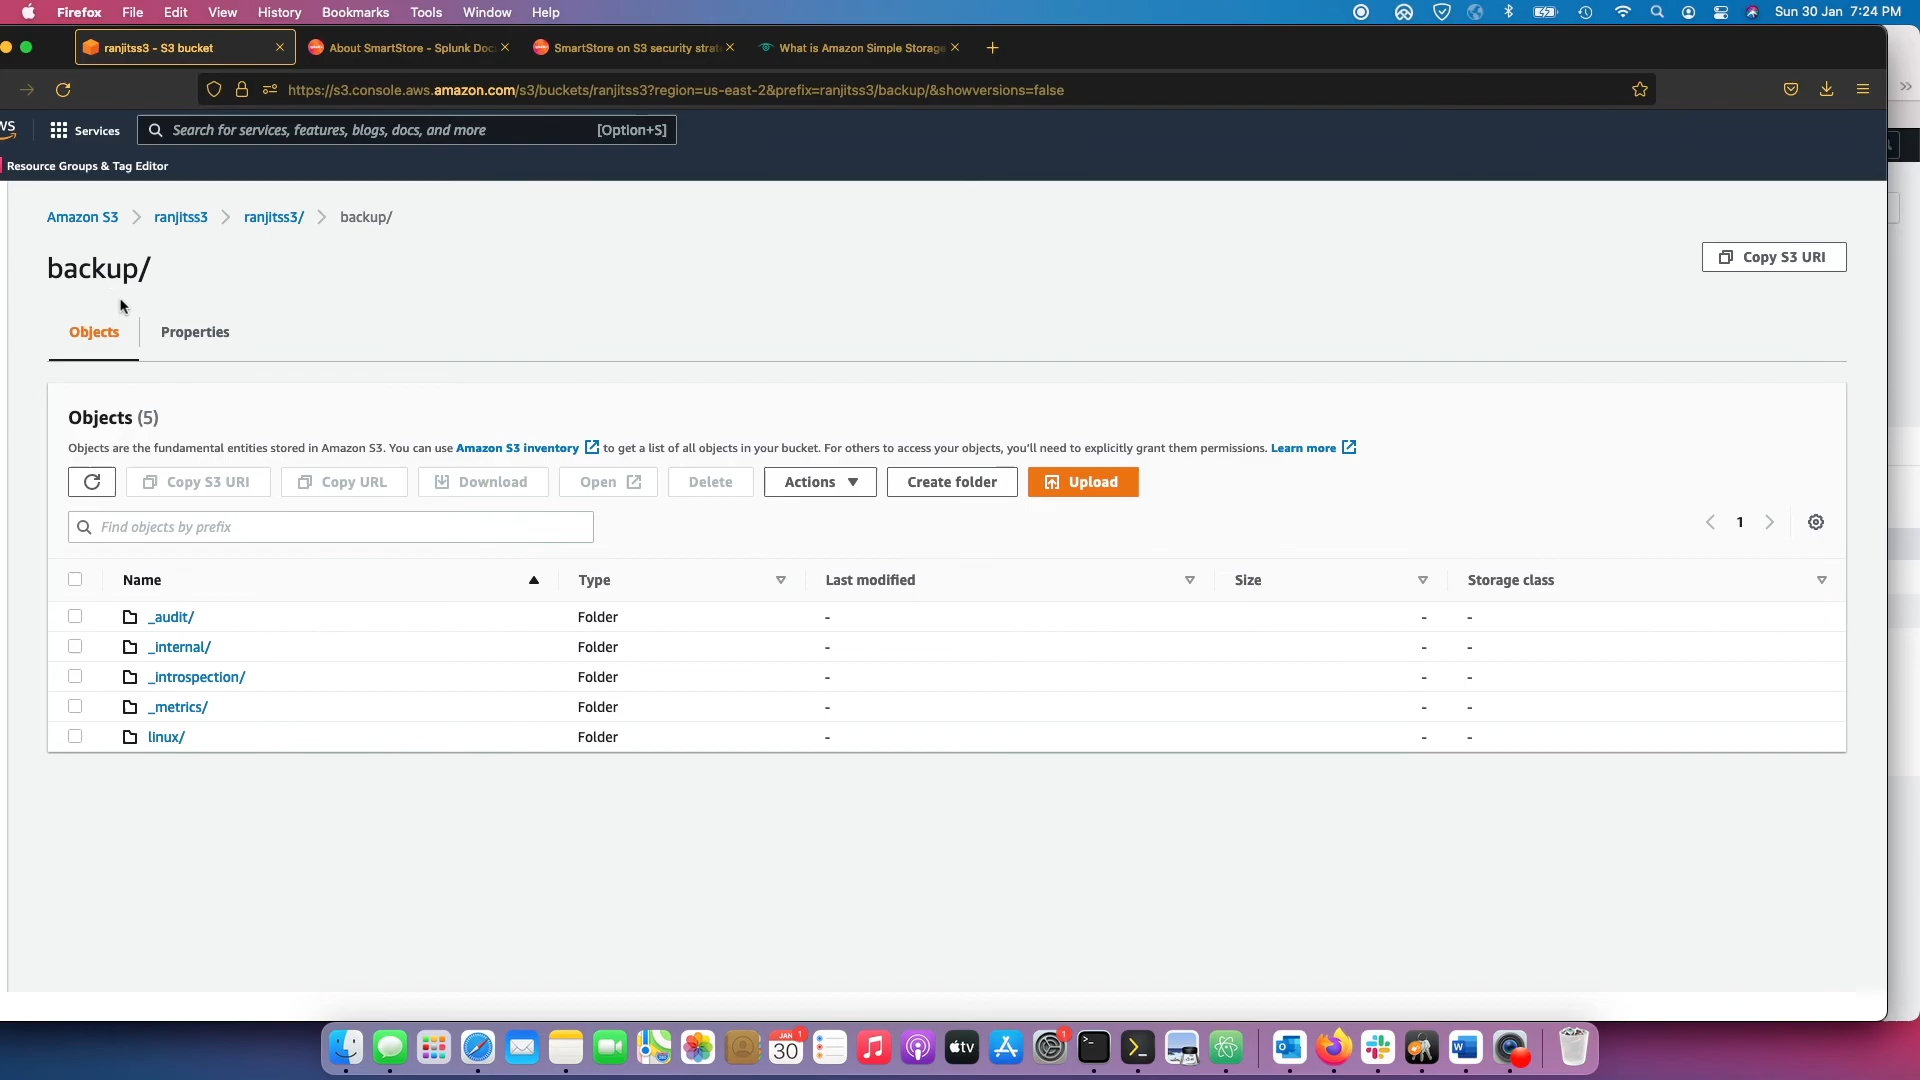 Firefox File Edit View History Bookmarks Tools Window Help Sun 30 Jan 7:24 PM
ranjitss3 - S3 bucket About SmartStore - Splunk Doc SmartStore on S3 security strat What is Amazon Simple Storage
https://s3.console.aws.amazon.com/s3/buckets/ranjitss3?region=us-east-2&prefix=ranjitss3/backup/&showversions=false
Services Search for services, features, blogs, docs, and more [Option+S]
Resource Groups & Tag Editor
Amazon S3 ranjitss3 ranjitss3/ backup/
backup/
Copy S3 URI
Objects Properties
Objects (5)
Objects are the fundamental entities stored in Amazon S3. You can use Amazon S3 inventory to get a list of all objects in your bucket. For others to access your objects, you'll need to explicitly grant them permissions. Learn more
Copy S3 URI Copy URL Download Open Delete Actions Create folder Upload
Find objects by prefix
1
Name Type Last modified Size Storage class
_audit/ Folder - - -
_internal/ Folder - - -
_introspection/ Folder - - -
_metrics/ Folder - - -
linux/ Folder - - -
JAN 1
30
tv
1